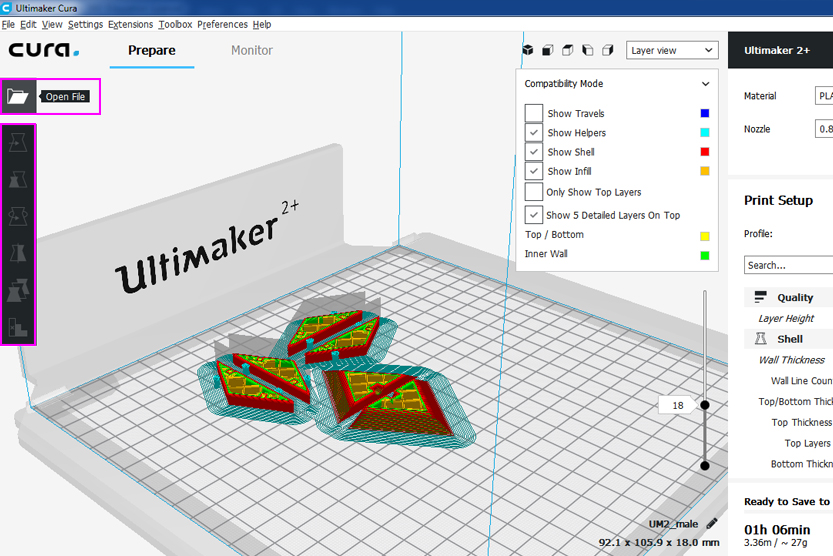 Ultimaker Cura
File Edit View Settings Extensions Toolbox Preferences Help
cura.
Prepare
Monitor
Layer view
Ultimaker 2+
Open File
Compatibility Mode
Show Travels
Show Helpers
Show Shell
Show Infill
Only Show Top Layers
Show 5 Detailed Layers On Top
Top / Bottom
Inner Wall
Material
PLA
Nozzle
0.8
Print Setup
Profile:
Search...
Quality
Layer Height
Shell
Wall Thickness
Wall Line Coun
Top/Bottom Thick
Top Thickness
Top Layers
Bottom Thickn
Ultimaker 2+
18
UM2_male
92.1 x 105.9 x 18.0 mm
Ready to Save to
01h 06min
3.36m / ~ 27g